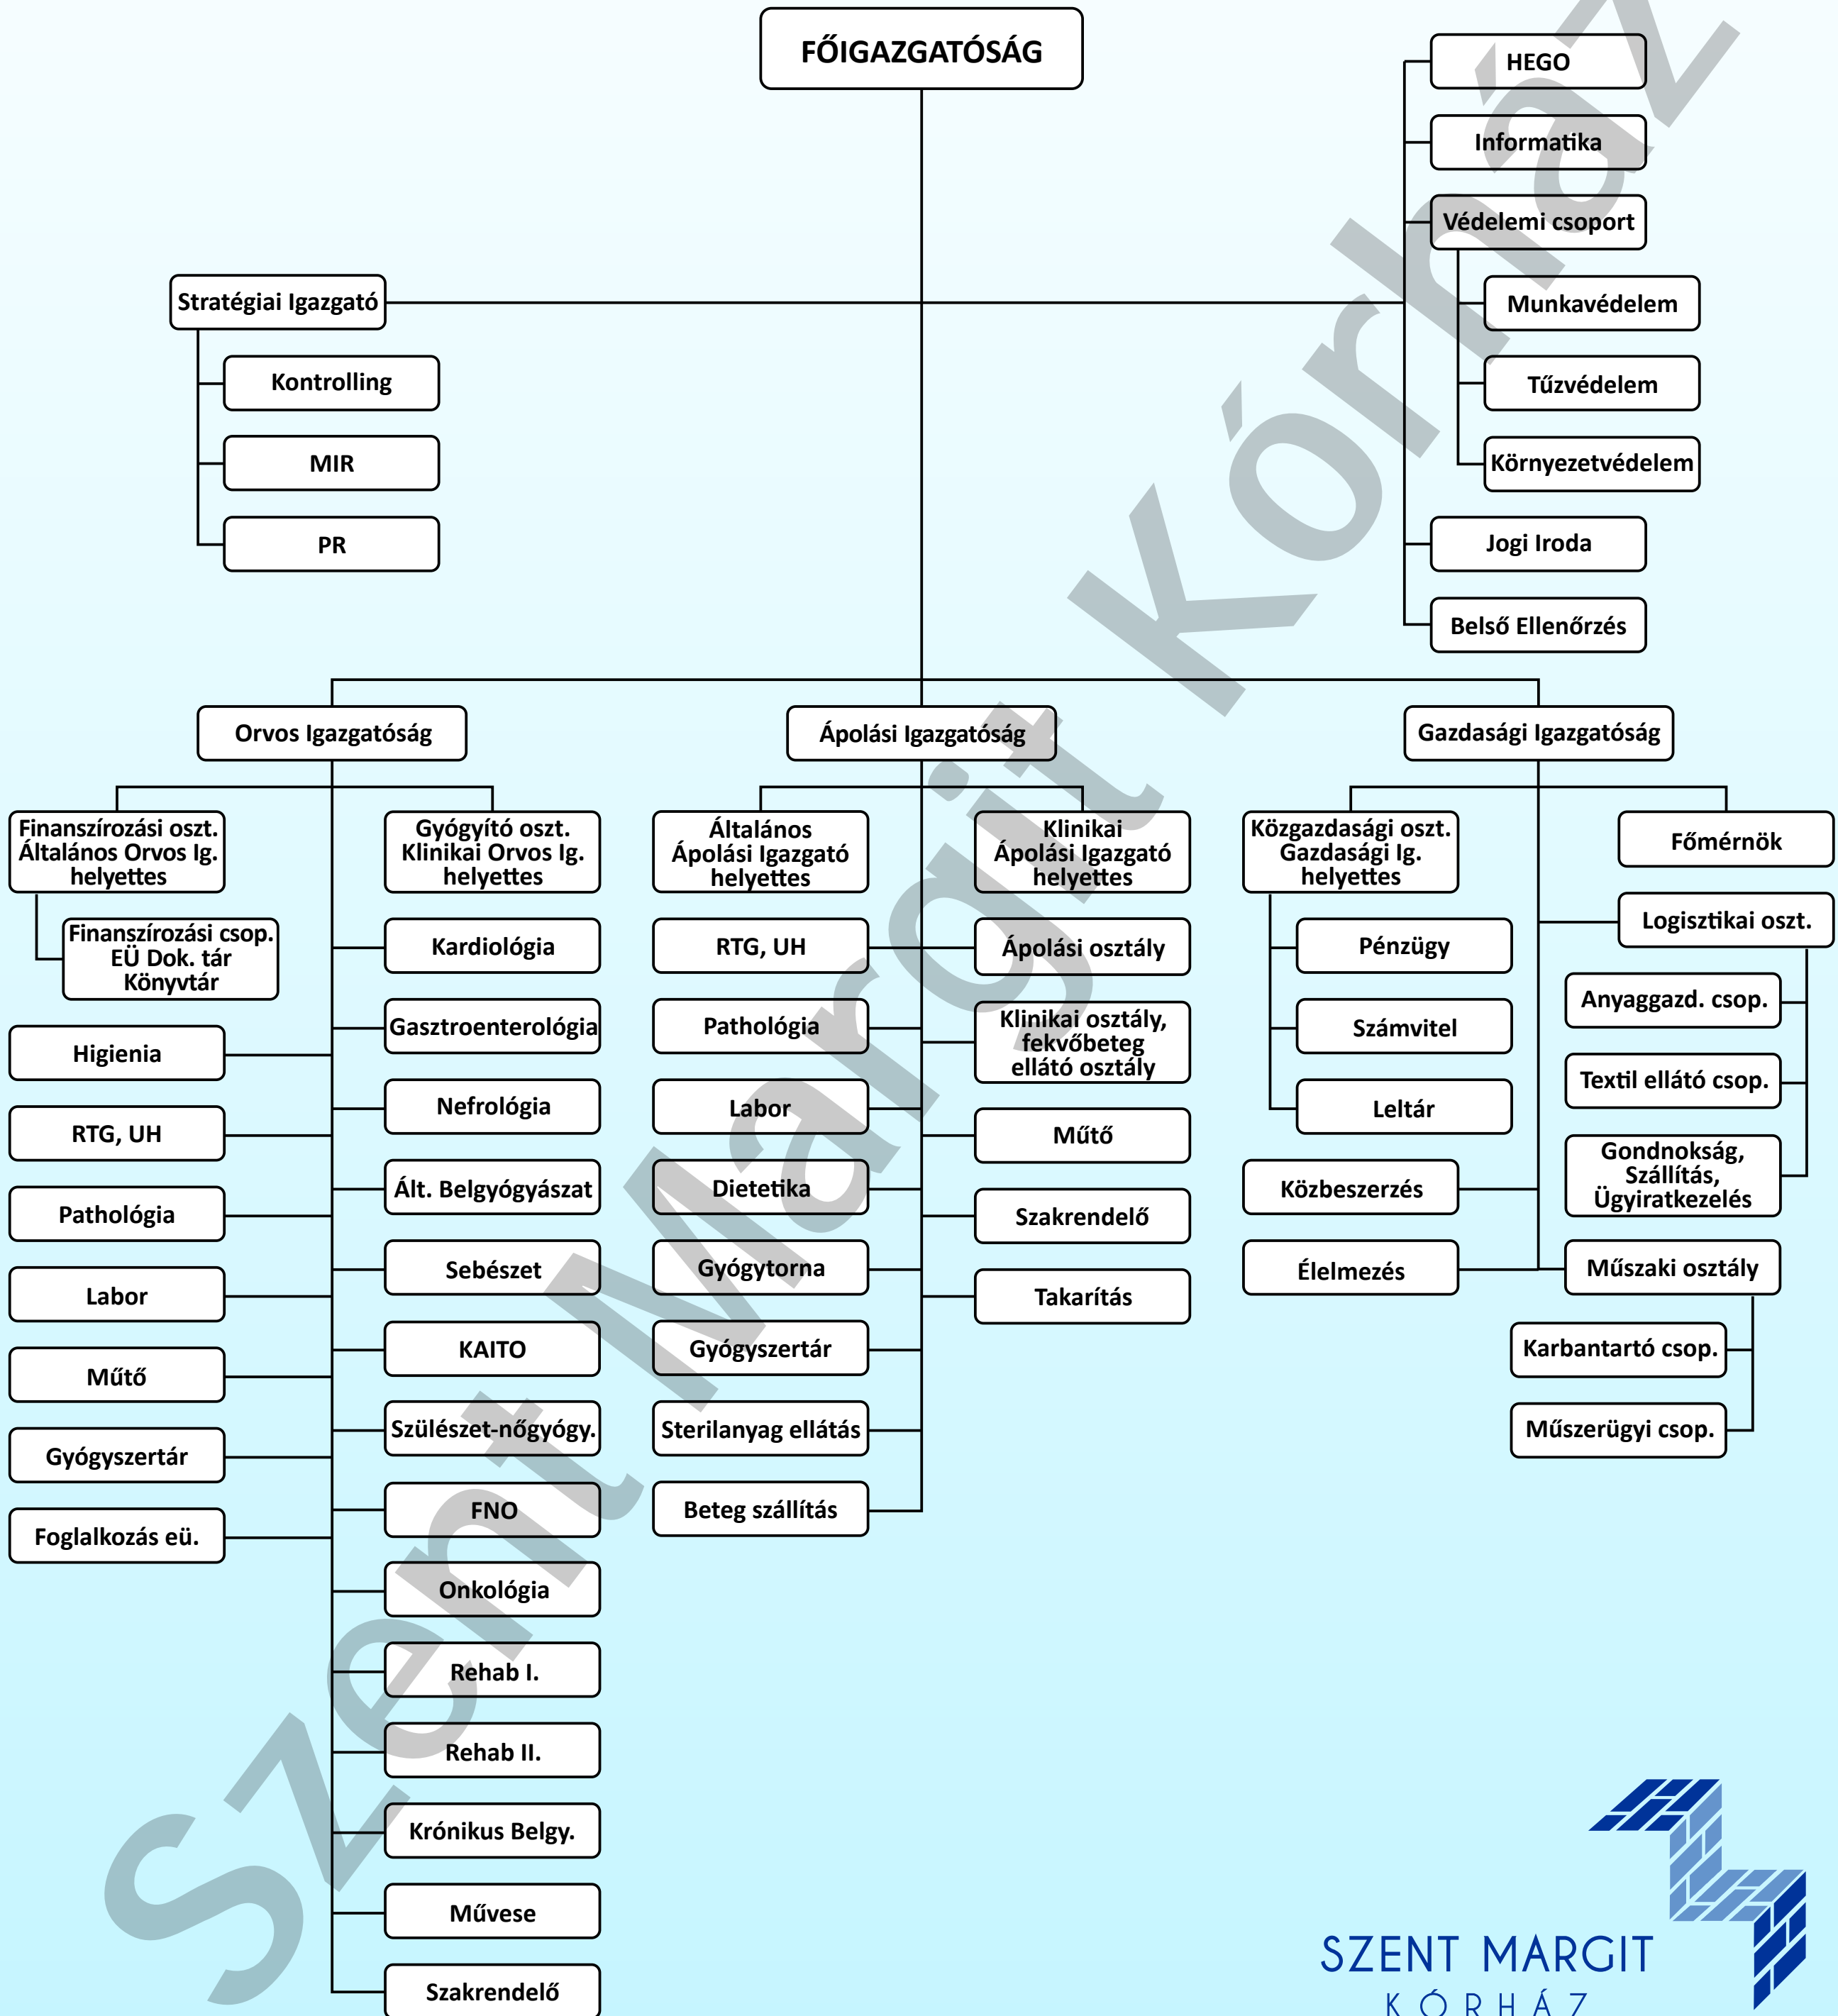 FŐIGAZGATÓSÁG
HEGO
Informatika
Védelemi csoport
Munkavédelem
Tűzvédelem
Környezetvédelem
Jogi Iroda
Belső Ellenőrzés
Stratégiai Igazgató
Kontrolling
MIR
PR
Orvos Igazgatóság
Finanszírozási oszt.
Általános Orvos Ig.
helyettes
Finanszírozási csop.
EÜ Dok. tár
Könyvtár
Higienia
RTG, UH
Pathológia
Labor
Műtő
Gyógyszertár
Foglalkozás eü.
Gyógyító oszt.
Klinikai Orvos Ig.
helyettes
Kardiológia
Gasztroenterológia
Nefrológia
Ált. Belgyógyászat
Sebészet
KAITO
Szülészet-nőgyógy.
FNO
Onkológia
Rehab I.
Rehab II.
Krónikus Belgy.
Művese
Szakrendelő
Ápolási Igazgatóság
Általános
Ápolási Igazgató
helyettes
RTG, UH
Pathológia
Labor
Dietetika
Gyógytorna
Gyógyszertár
Sterilanyag ellátás
Beteg szállítás
Klinikai
Ápolási Igazgató
helyettes
Ápolási osztály
Klinikai osztály,
fekvőbeteg
ellátó osztály
Műtő
Szakrendelő
Takarítás
Gazdasági Igazgatóság
Közgazdasági oszt.
Gazdasági Ig.
helyettes
Pénzügy
Számvitel
Leltár
Közbeszerzés
Élelmezés
Főmérnök
Logisztikai oszt.
Anyaggazd. csop.
Textil ellátó csop.
Gondnokság,
Szállítás,
Ügyiratkezelés
Műszaki osztály
Karbantartó csop.
Műszerügyi csop.
Szent Margit Kórház
SZENT MARGIT
KÓRHÁZ